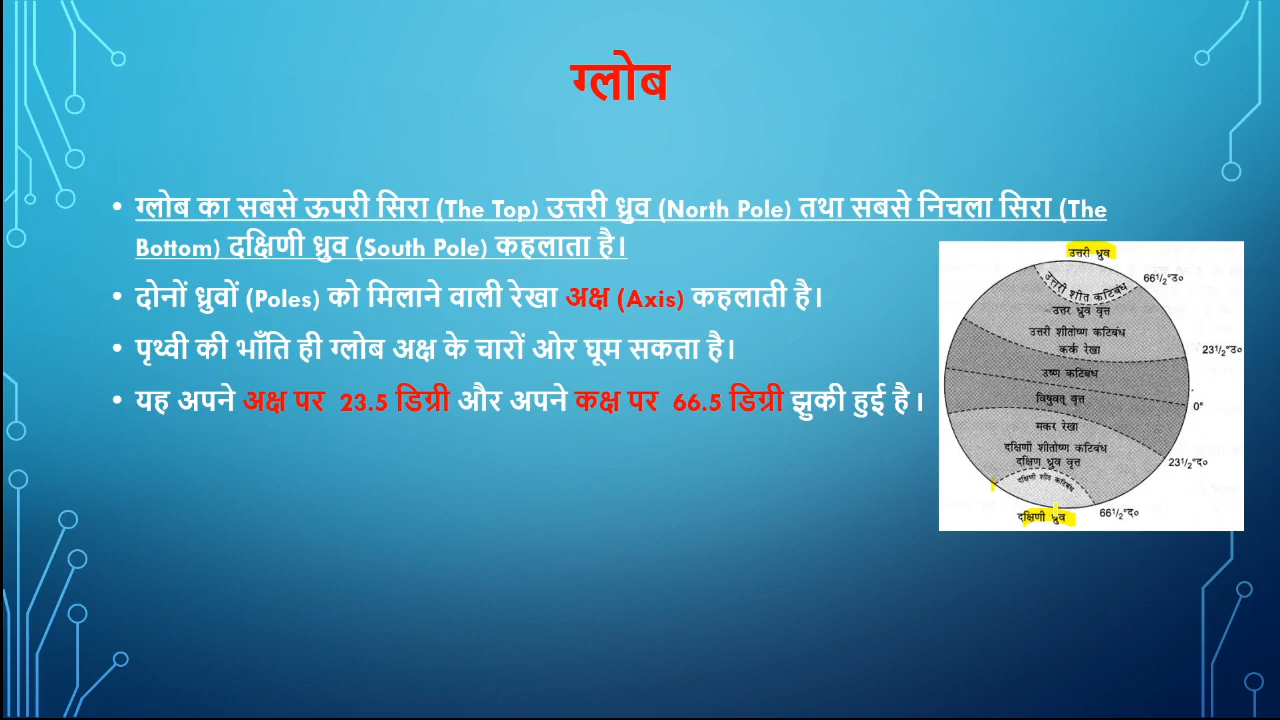 ग्लोब
• ग्लोब का सबसे ऊपरी सिरा (The Top) उत्तरी ध्रुव (North Pole) तथा सबसे निचला सिरा (The
Bottom) दक्षिणी ध्रुव (South Pole) कहलाता है।
• दोनों ध्रुवों (Poles) को मिलाने वाली रेखा अक्ष (Axis) कहलाती है।
• पृथ्वी की भाँति ही ग्लोब अक्ष के चारों ओर घूम सकता है।
• यह अपने अक्ष पर 23.5 डिग्री और अपने कक्ष पर 66.5 डिग्री झुकी हुई है।
उत्तरी ध्रुव
66½°उ०
उत्तरी शीत कटिबंध
उत्तर ध्रुव वृत्त
उत्तरी शीतोष्ण कटिबंध
कर्क रेखा
23½°उ०
उष्ण कटिबंध
विषुवत् वृत्त
0°
मकर रेखा
दक्षिणी शीतोष्ण कटिबंध
दक्षिण ध्रुव वृत्त
23½°द०
दक्षिणी शीत कटिबंध
दक्षिणी ध्रुव
66½°द०